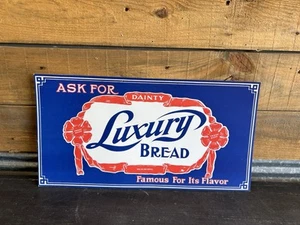 ASK FOR
DAINTY
Luxury
BREAD
Famous For Its Flavor